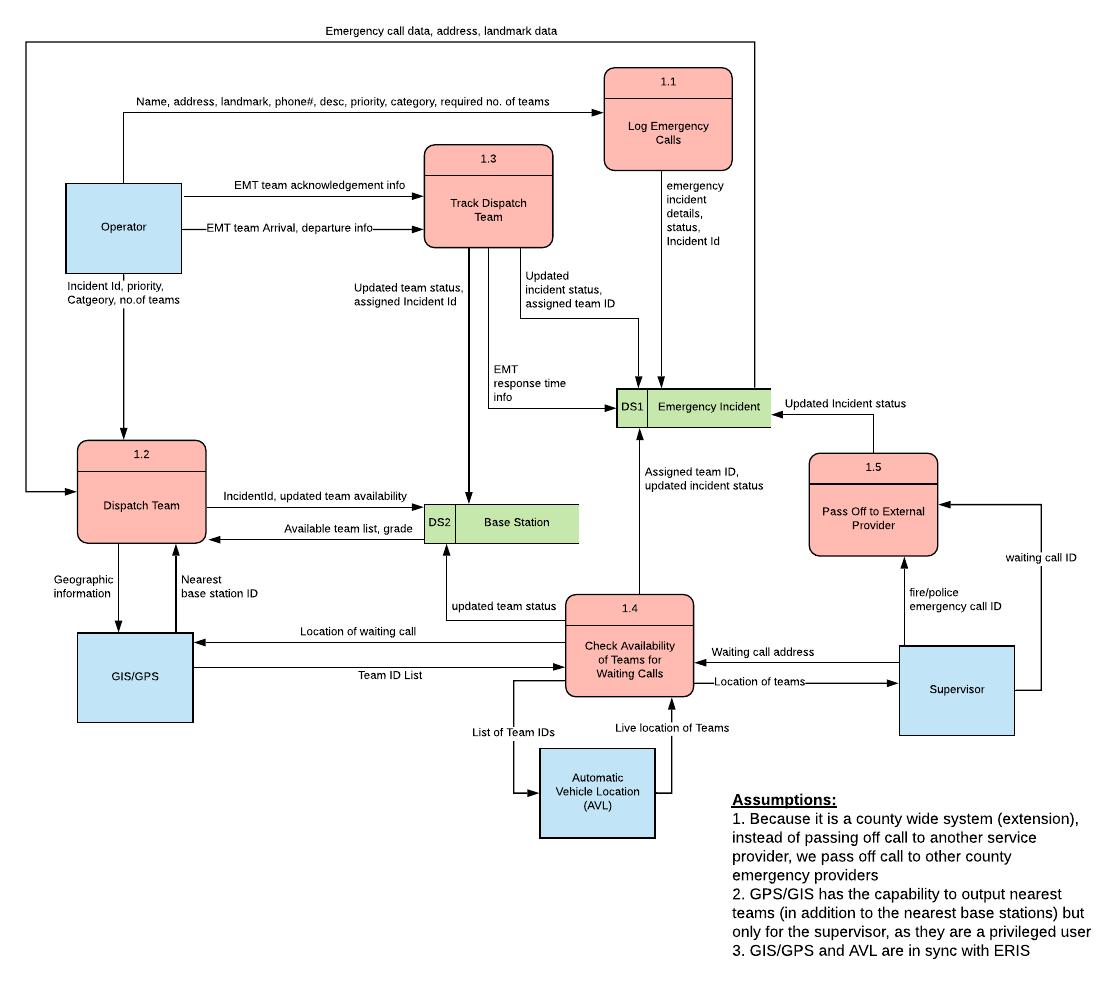 Emergency call data, address, landmark data
1.1
Log Emergency
Calls
Name, address, landmark, phone#, desc, priority, category, required no. of teams
1.3
Track Dispatch
Team
EMT team acknowledgement info
EMT team Arrival, departure info
Operator
emergency
incident
details,
status,
Incident Id
Incident Id, priority,
Catgeory, no.of teams
Updated team status,
assigned Incident Id
Updated
incident status,
assigned team ID
EMT
response time
info
DS1
Emergency Incident
Updated Incident status
1.2
Dispatch Team
IncidentId, updated team availability
Available team list, grade
DS2
Base Station
Assigned team ID,
updated incident status
1.5
Pass Off to External
Provider
waiting call ID
Geographic
information
Nearest
base station ID
updated team status
fire/police
emergency call ID
1.4
Check Availability
of Teams for
Waiting Calls
Location of waiting call
Team ID List
GIS/GPS
Waiting call address
Location of teams
Supervisor
List of Team IDs
Live location of Teams
Automatic
Vehicle Location
(AVL)
Assumptions:
1. Because it is a county wide system (extension),
instead of passing off call to another service
provider, we pass off call to other county
emergency providers
2. GPS/GIS has the capability to output nearest
teams (in addition to the nearest base stations) but
only for the supervisor, as they are a privileged user
3. GIS/GPS and AVL are in sync with ERIS